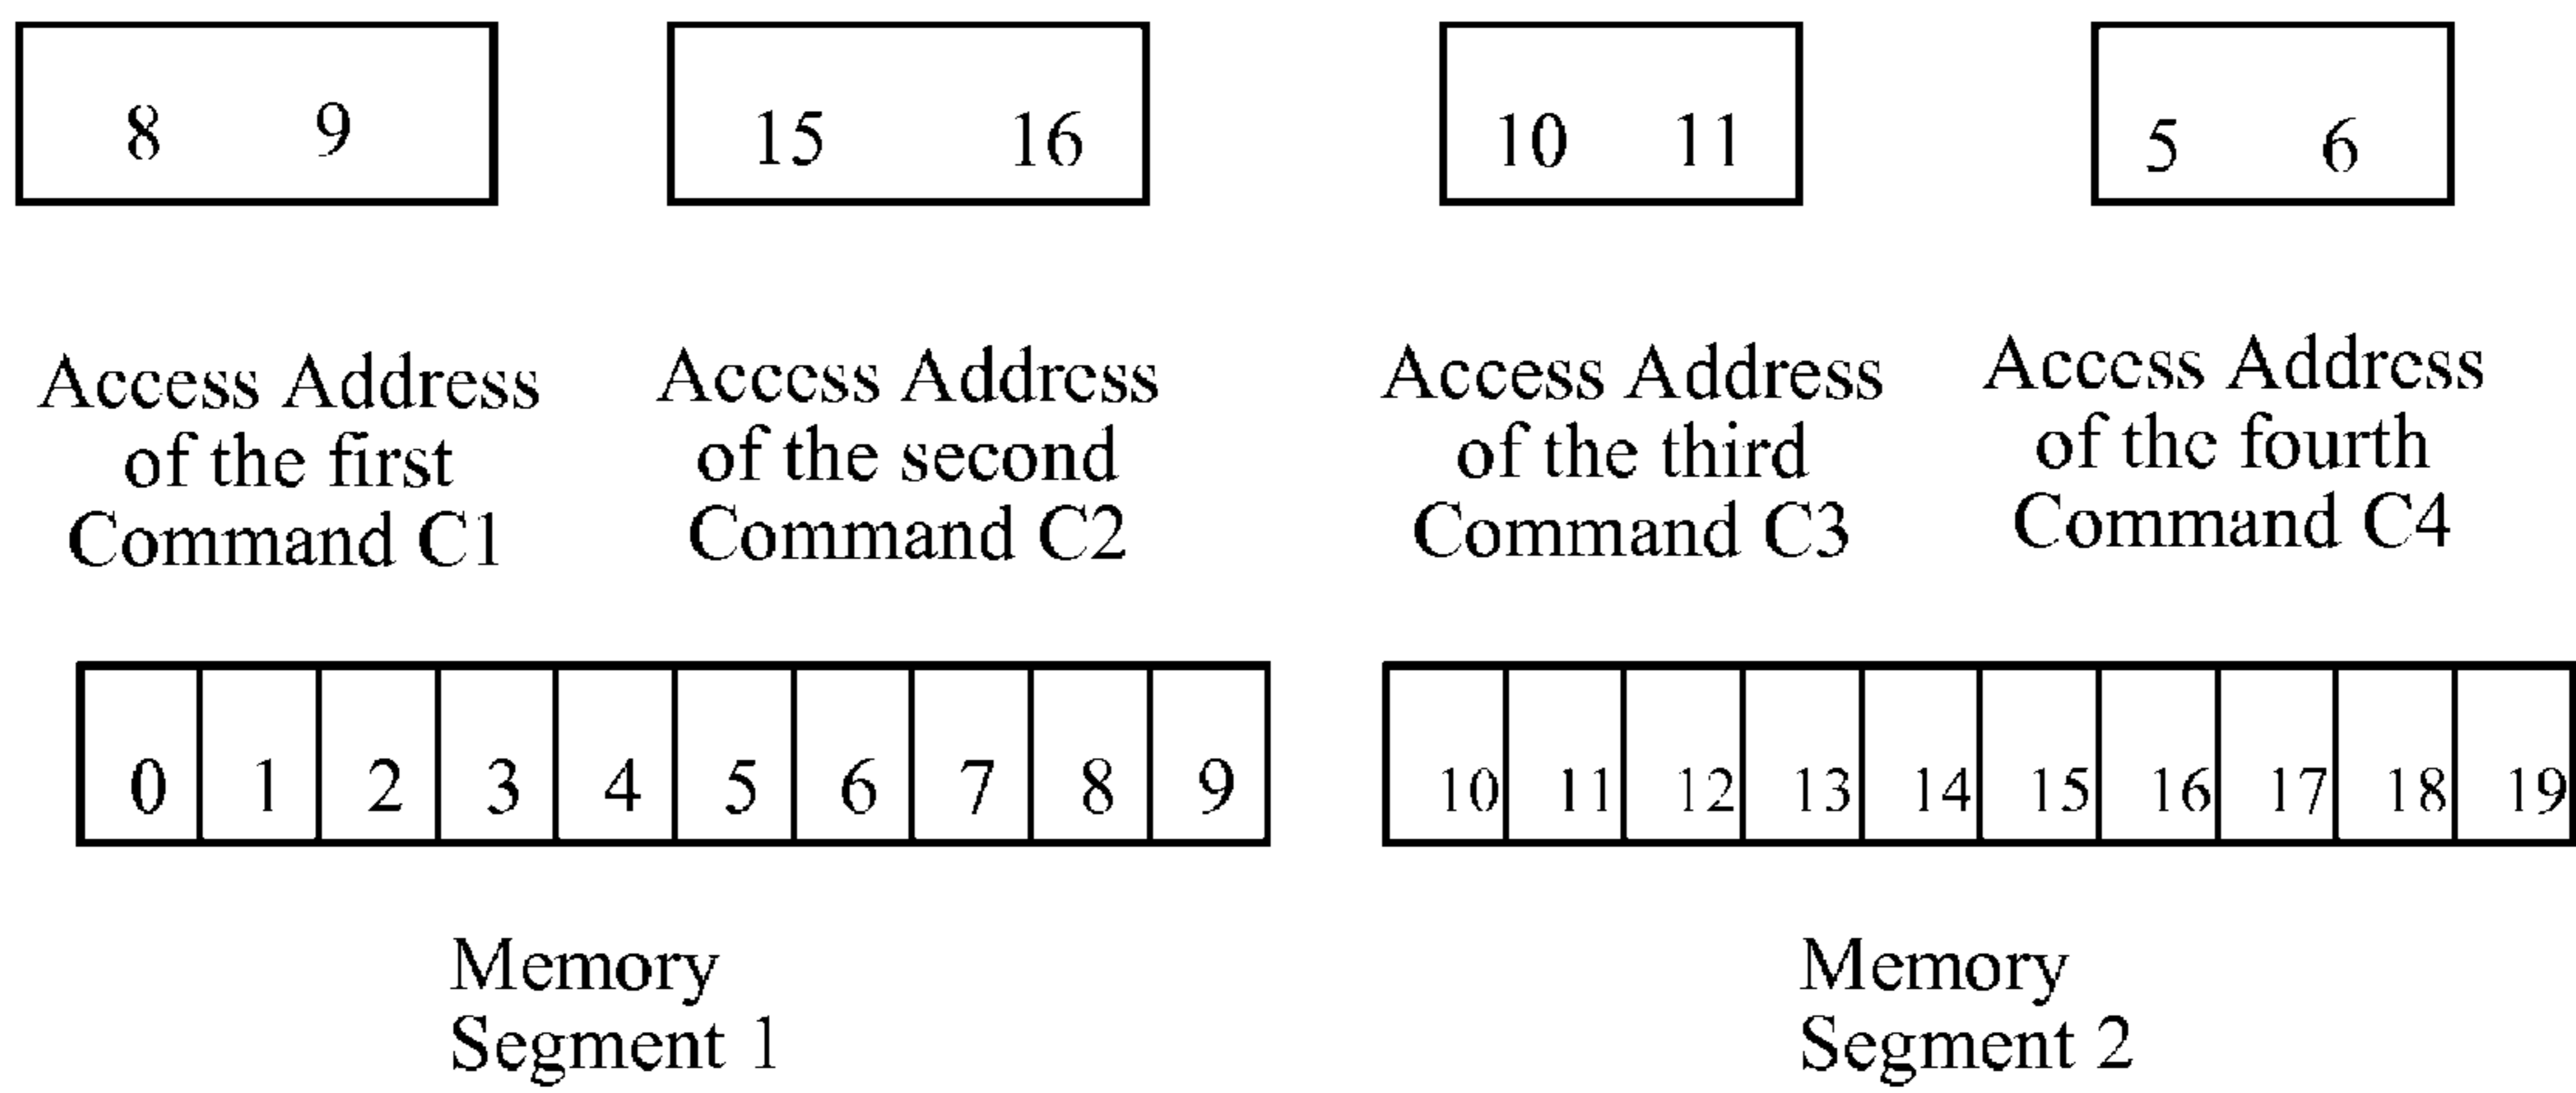 8 9 15 16 10 11 5 6
Access Address
of the first
Command C1
Access Address
of the second
Command C2
Access Address
of the third
Command C3
Access Address
of the fourth
Command C4
0 1 2 3 4 5 6 7 8 9
10 11 12 13 14 15 16 17 18 19
Memory
Segment 1
Memory
Segment 2